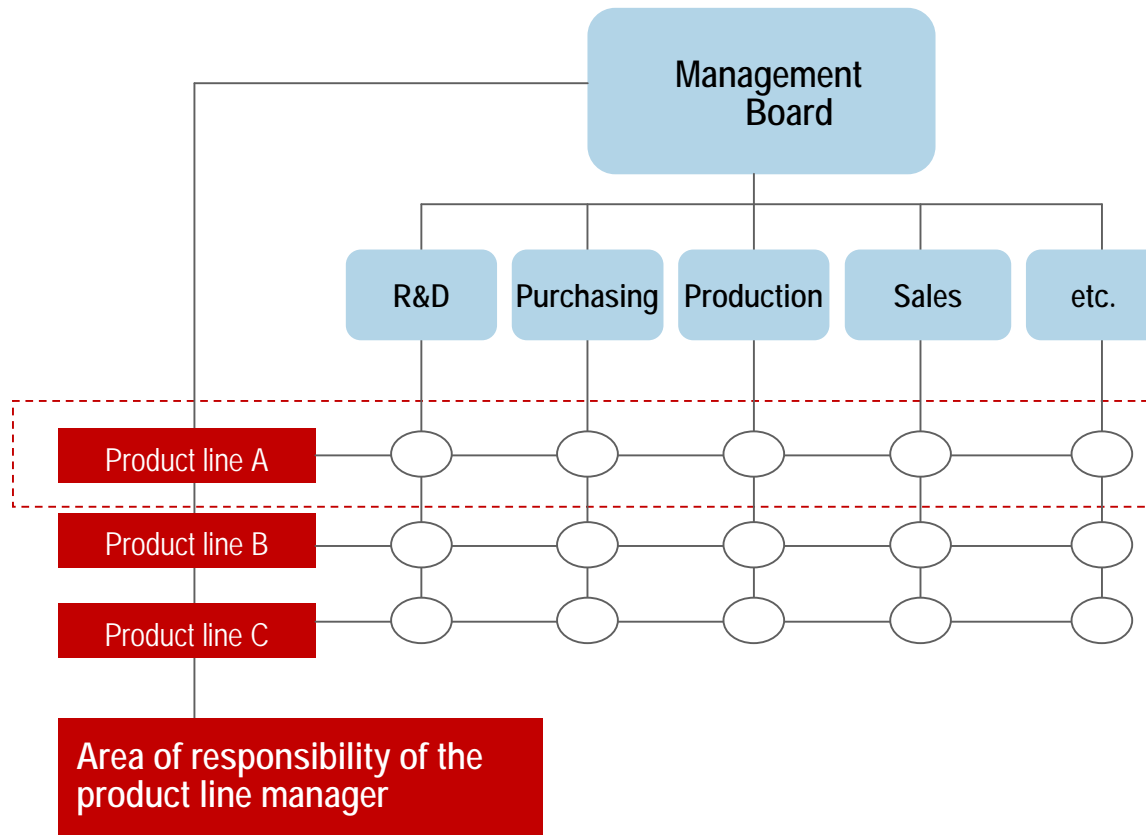 Management
Board
R&D
Purchasing
Production
Sales
etc.
Product line A
Product line B
Product line C
Area of responsibility of the
product line manager